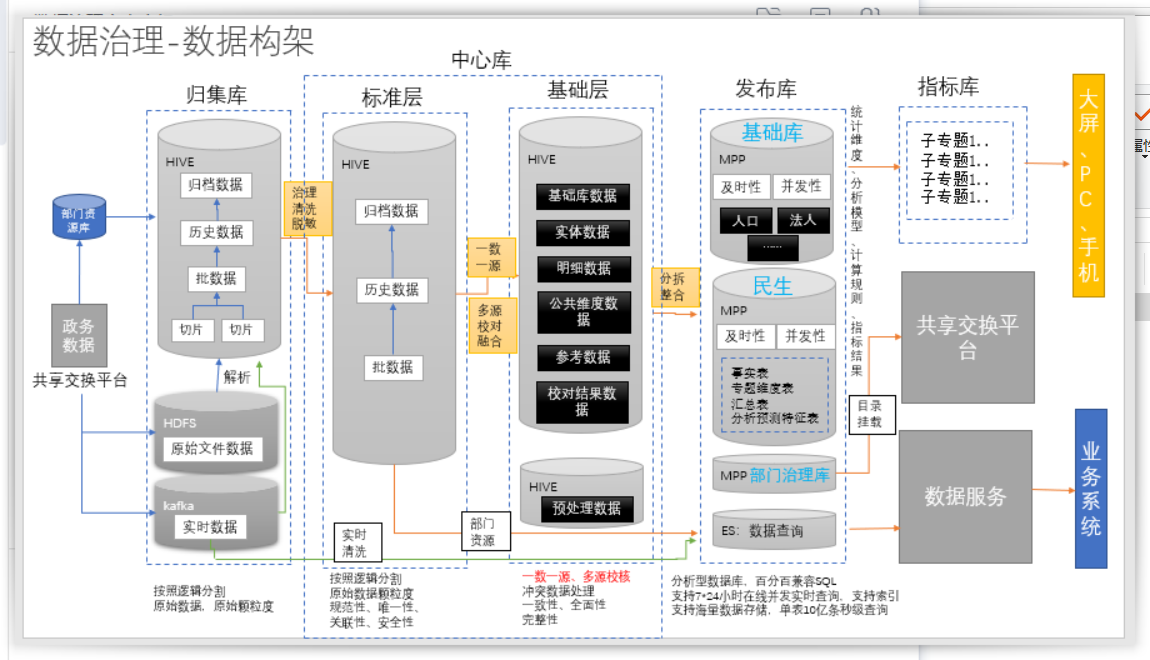 数据治理-数据构架
中心库
归集库
标准层
基础层
发布库
指标库
部门资
源库
政务
数据
共享交换平台
HIVE
归档数据
历史数据
批数据
切片
切片
解析
HDFS
原始文件数据
kafka
实时数据
按照逻辑分割
原始数据，原始颗粒度
治理
清洗
脱敏
HIVE
归档数据
历史数据
批数据
实时
清洗
按照逻辑分割
原始数据颗粒度
规范性、唯一性、
关联性、安全性
一数
一源
多源
校对
融合
部门
资源
HIVE
基础库数据
实体数据
明细数据
公共维度数
据
参考数据
校对结果数
据
HIVE
预处理数据
一数一源、多源校核
冲突数据处理
一致性、全面性
完整性
分拆
整合
基础库
MPP
及时性
并发性
人口
法人
......
民生
MPP
及时性
并发性
事实表
专题维度表
汇总表
分析预测特征表
MPP 部门治理库
ES：数据查询
分析型数据库，百分百兼容SQL
支持7*24小时在线并发实时查询，支持索引
支持海量数据存储，单表10亿条秒级查询
统计维度、分析模型、计算规则、指标结果
子专题1..
子专题1..
子专题1..
子专题1..
目录
挂载
共享交换平
台
数据服务
大屏、PC、手机
业务系统